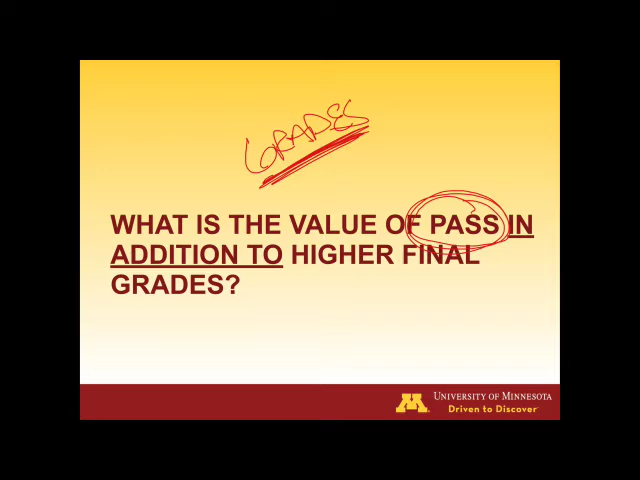 GRADES
WHAT IS THE VALUE OF PASS IN
ADDITION TO HIGHER FINAL
GRADES?
UNIVERSITY OF MINNESOTA
Driven to Discover